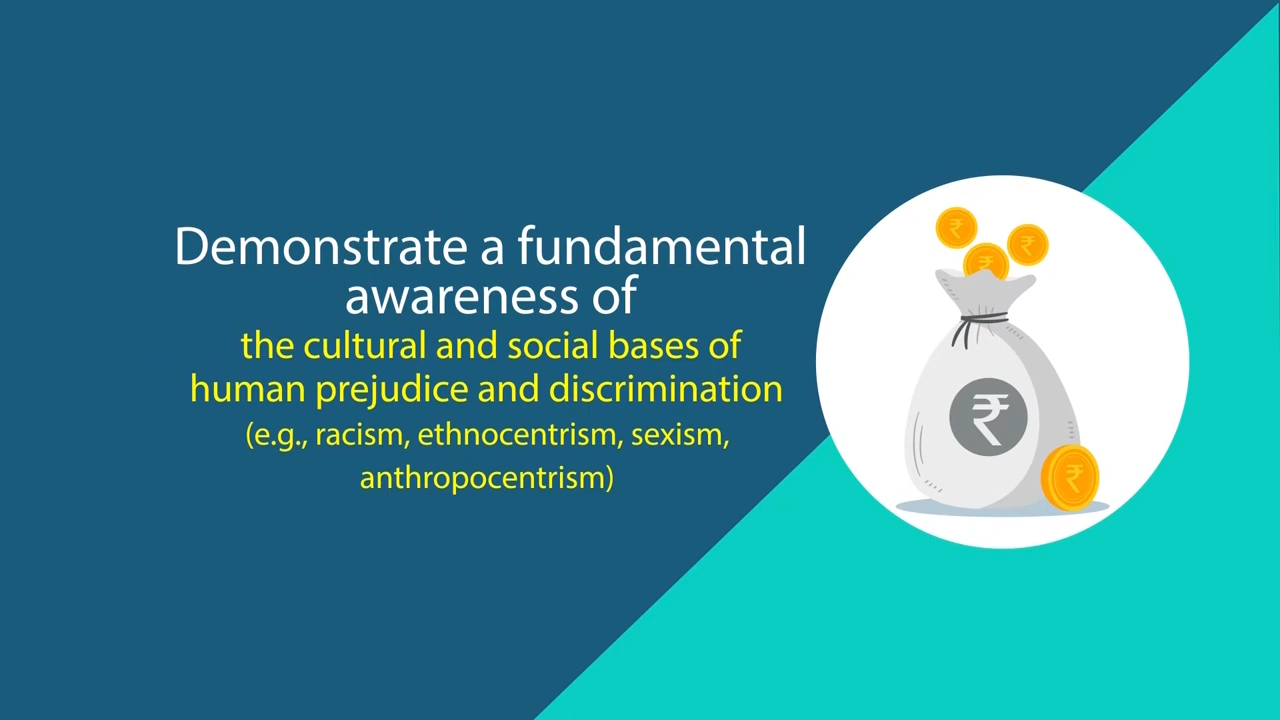 Demonstrate a fundamental
awareness of
the cultural and social bases of
human prejudice and discrimination
(e.g., racism, ethnocentrism, sexism,
anthropocentrism)
₹
₹
₹
₹
₹